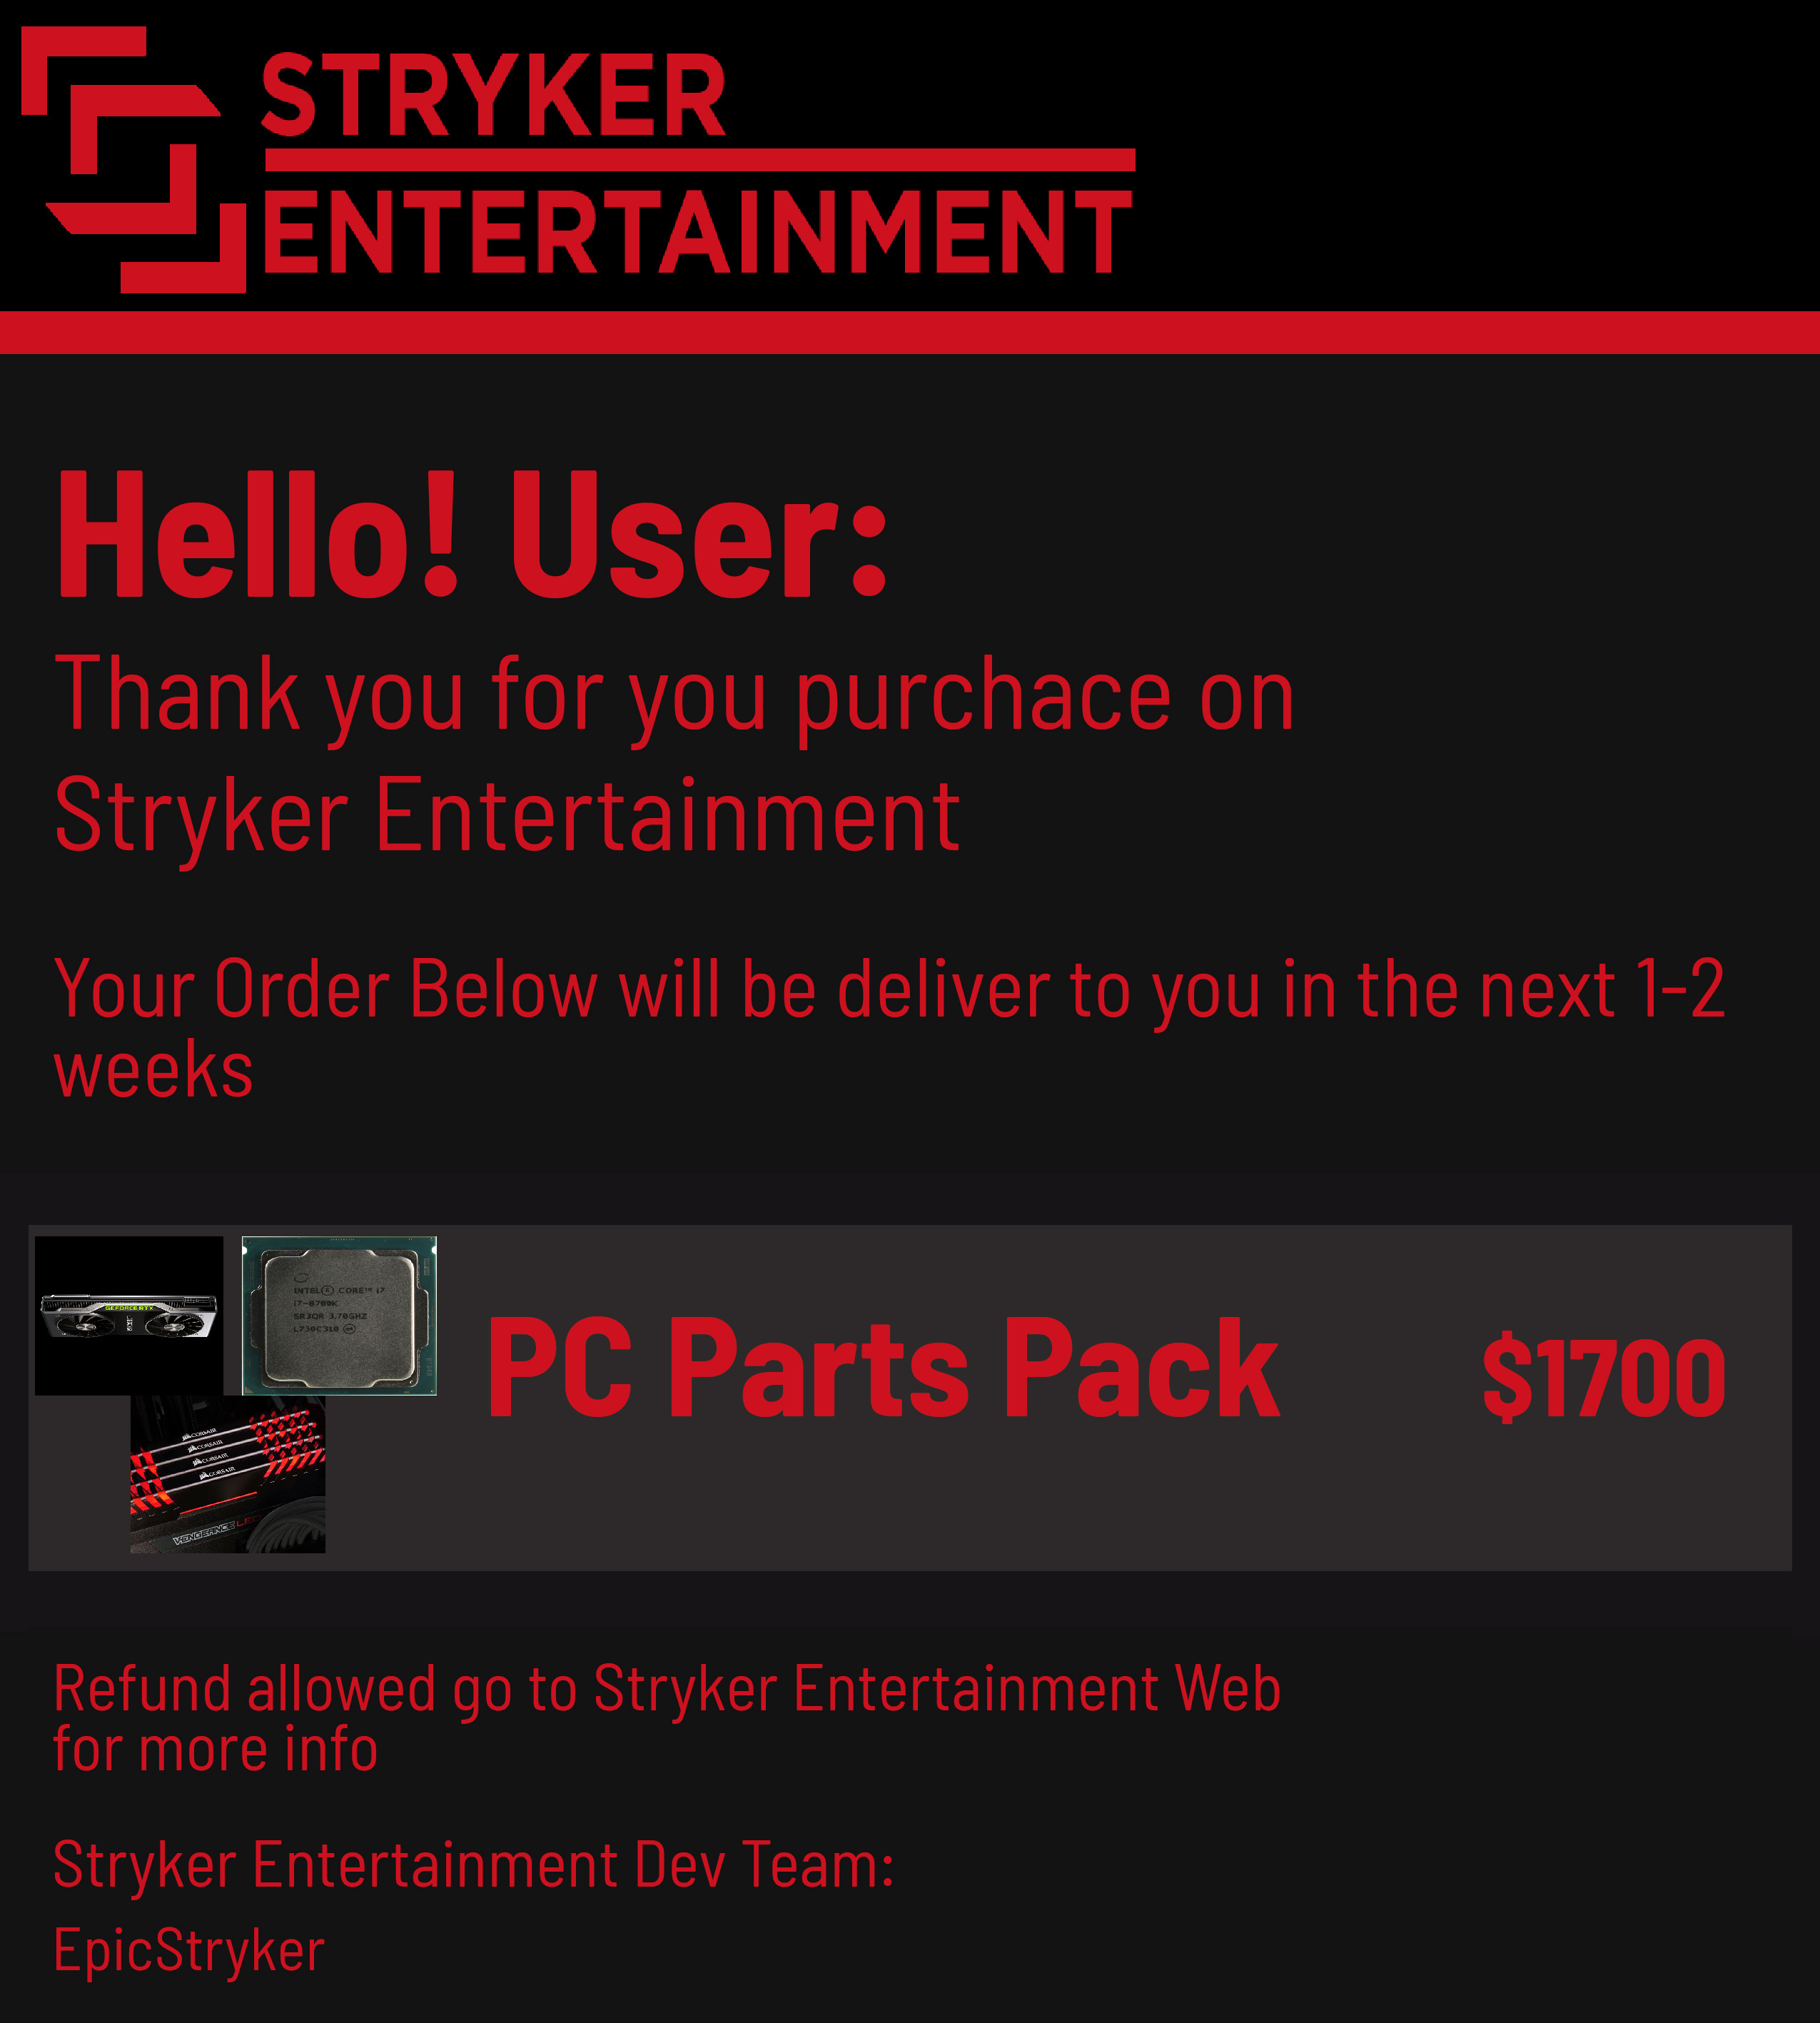 STRYKER
ENTERTAINMENT
Hello! User:
Thank you for you purchace on
Stryker Entertainment
Your Order Below will be deliver to you in the next 1-2
weeks
GEFORCE RTX
INTEL® CORE™ i7
i7-8700K
SR3QR 3.70GHZ
L730C310
PC Parts Pack
$1700
CORSAIR
CORSAIR
CORSAIR
CORSAIR
VENGEANCE LED
Refund allowed go to Stryker Entertainment Web
for more info
Stryker Entertainment Dev Team:
EpicStryker